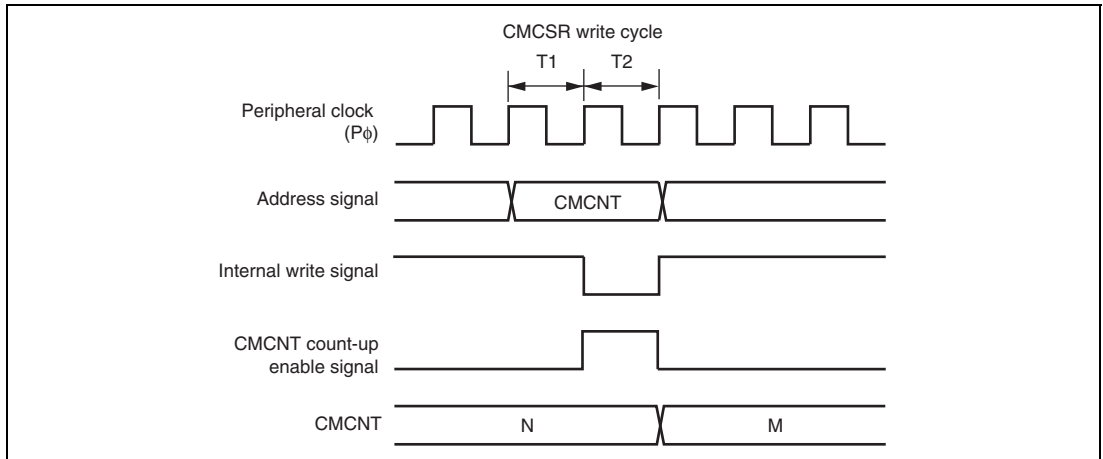 CMCSR write cycle
T1
T2
Peripheral clock
(Pϕ)
Address signal
CMCNT
Internal write signal
CMCNT count-up
enable signal
CMCNT
N
M